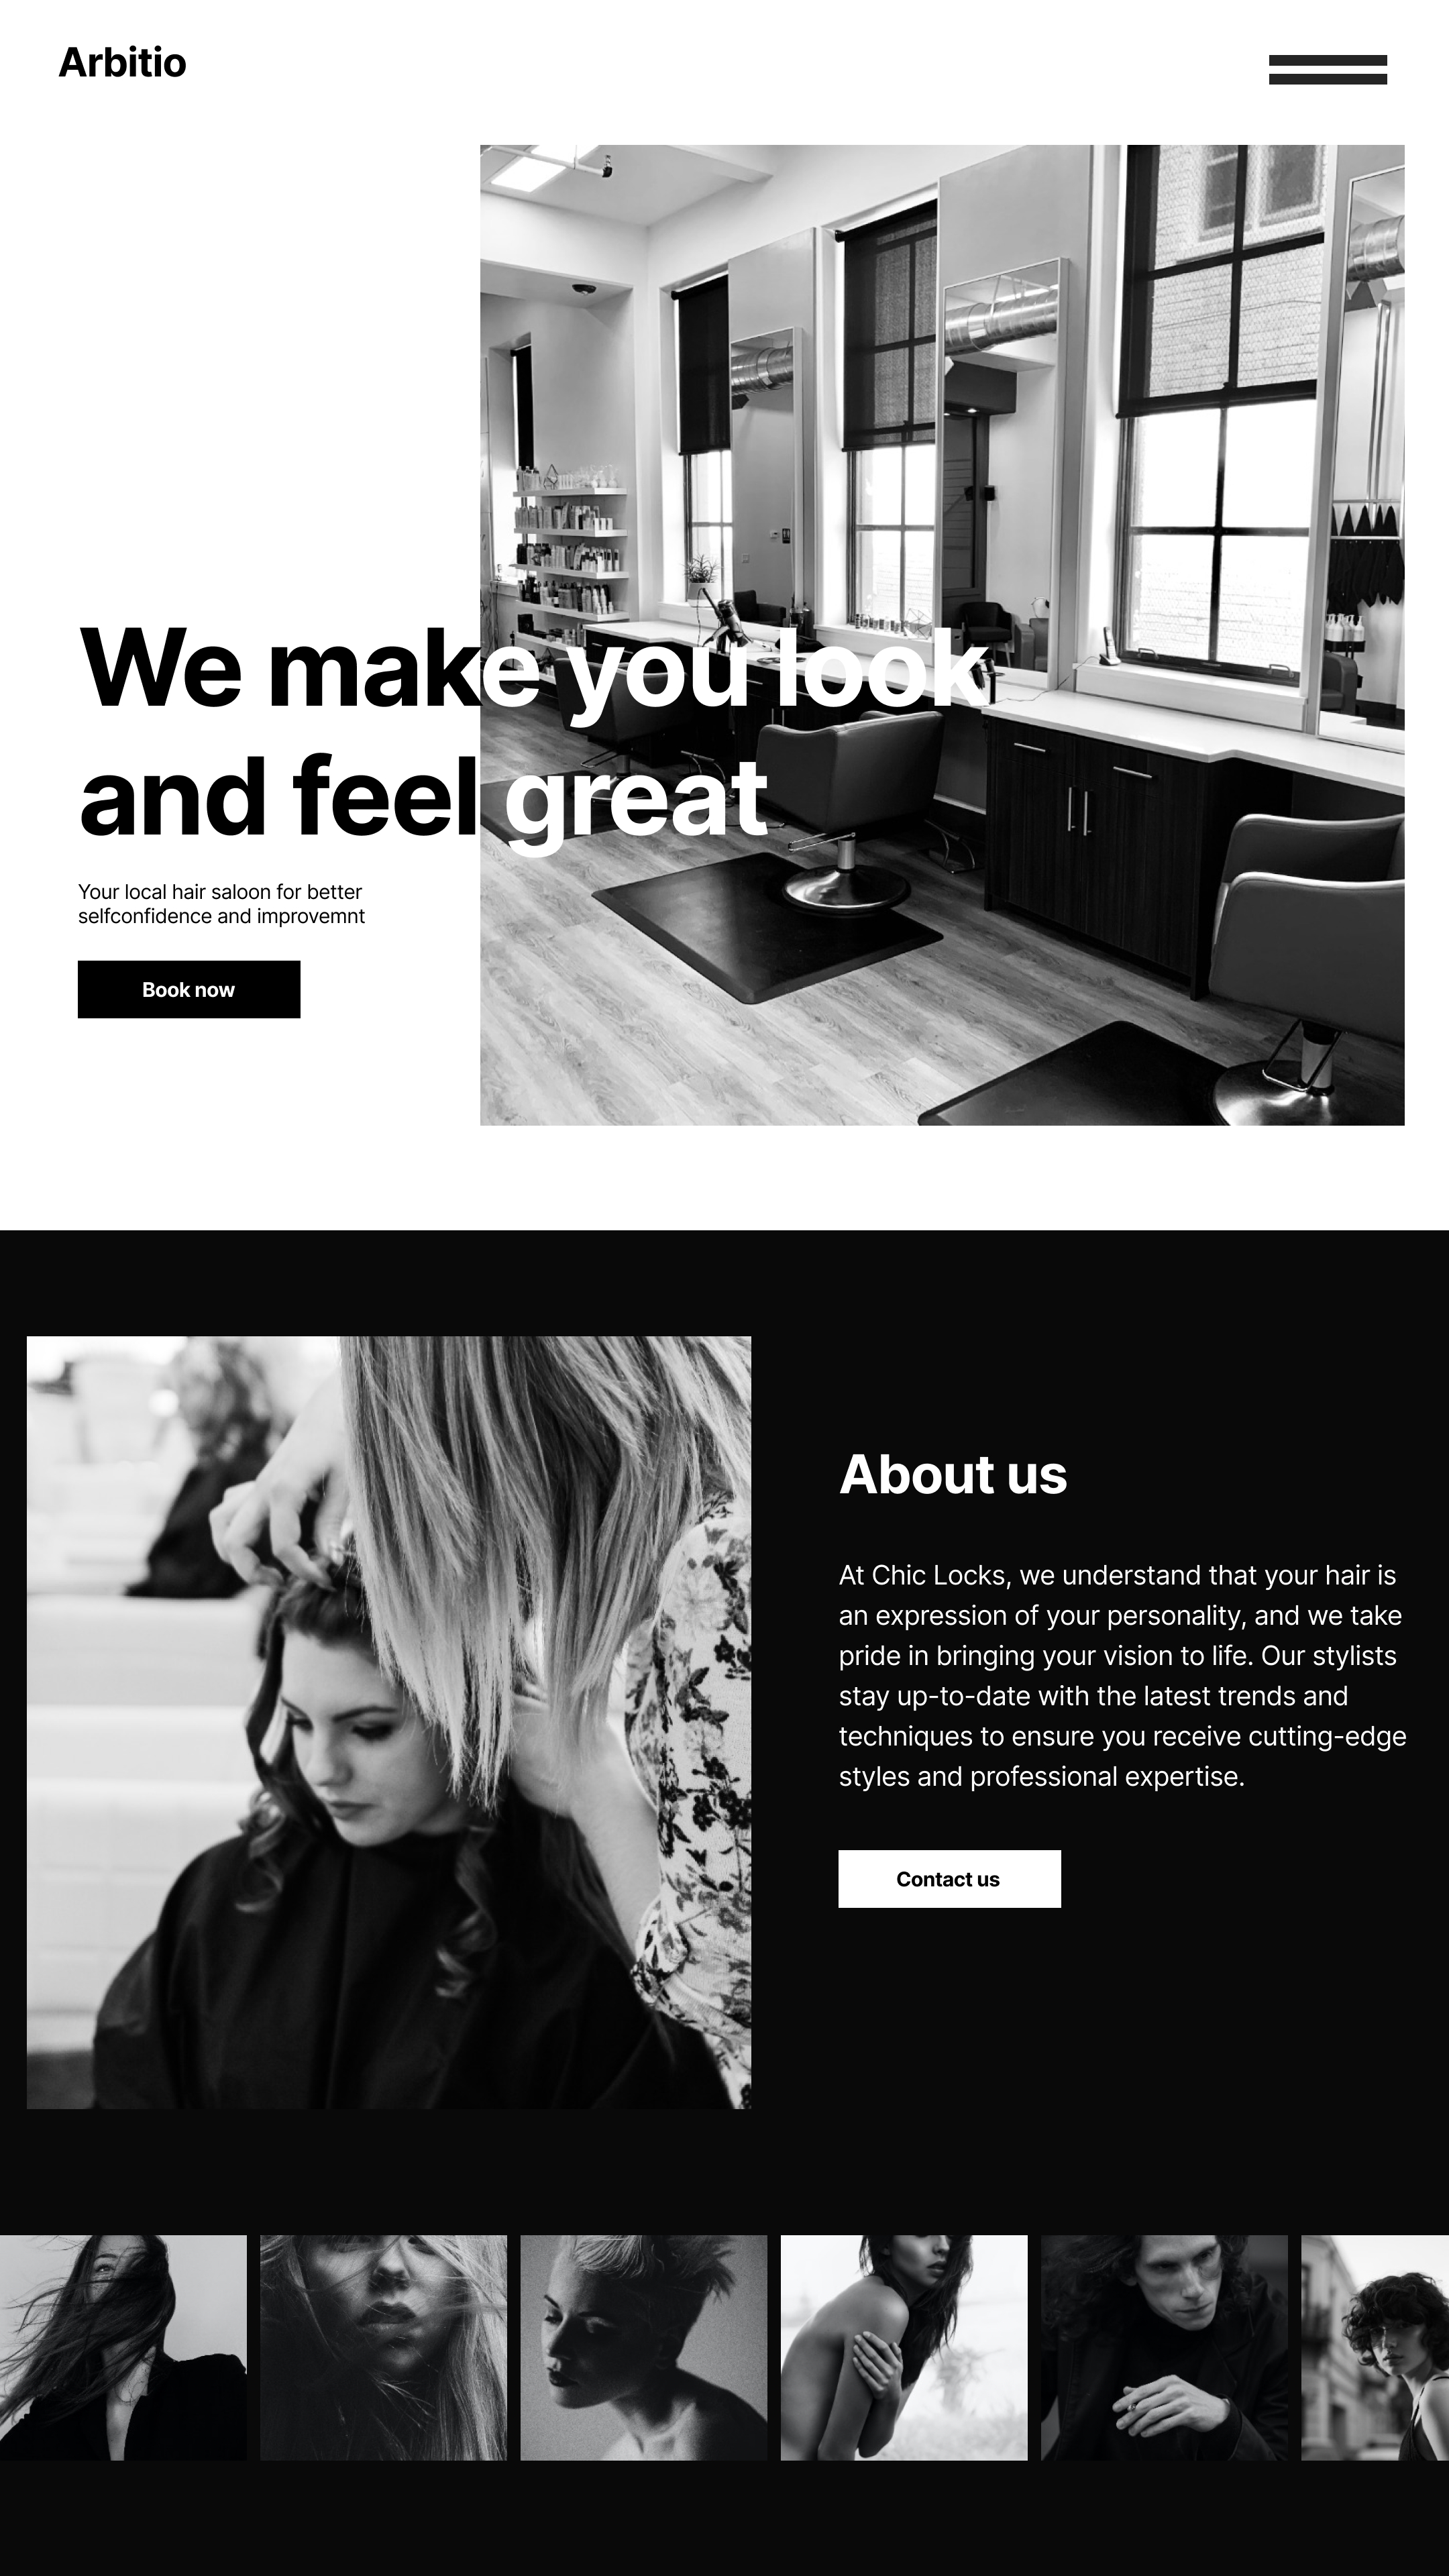 Arbitio
We make you look
and feel great
Your local hair saloon for better
selfconfidence and improvemnt
Book now
About us
At Chic Locks, we understand that your hair is
an expression of your personality, and we take
pride in bringing your vision to life. Our stylists
stay up-to-date with the latest trends and
techniques to ensure you receive cutting-edge
styles and professional expertise.
Contact us